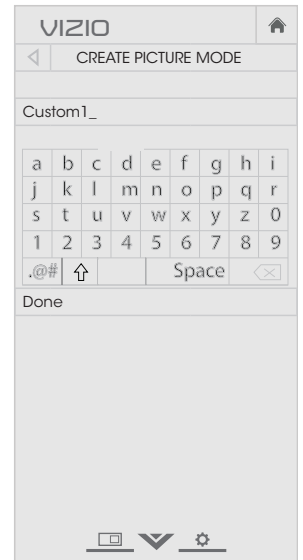 VIZIO
CREATE PICTURE MODE
Custom1_
a b c d e f g h i
j k l m n o p q r
s t u v w x y z 0
1 2 3 4 5 6 7 8 9
.@# Space
Done